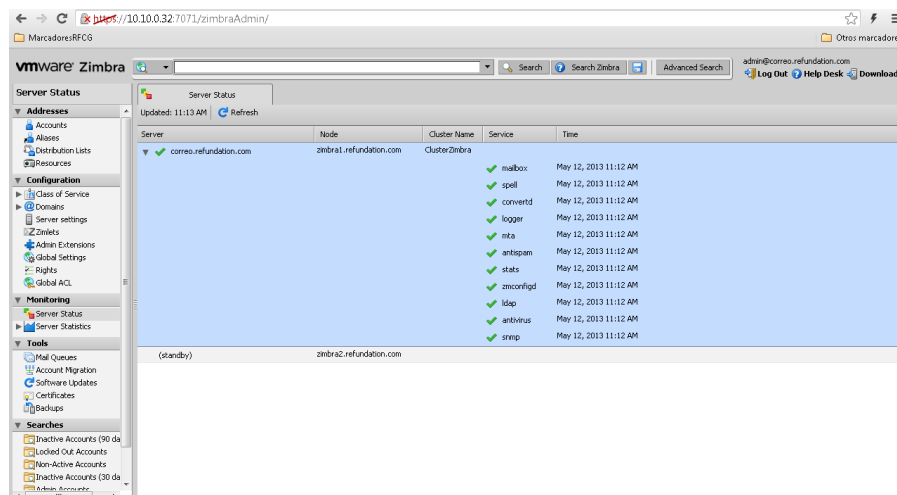 https://10.10.0.32:7071/zimbraAdmin/
MarcadoresRFCG
Otros marcadore
vmware Zimbra
Search
Search Zimbra
Advanced Search
admin@correo.refundation.com
Log Out Help Desk Download
Server Status
Addresses
Accounts
Aliases
Distribution Lists
Resources
Configuration
Class of Service
Domains
Server settings
Zimlets
Admin Extensions
Global Settings
Rights
Global ACL
Monitoring
Server Status
Server Statistics
Tools
Mail Queues
Account Migration
Software Updates
Certificates
Backups
Searches
Inactive Accounts (90 da
Locked Out Accounts
Non-Active Accounts
Inactive Accounts (30 da
Admin Accounts
Server Status
Updated: 11:13 AM Refresh
Server Node Cluster Name Service Time
correo.refundation.com zimbra1.refundation.com ClusterZimbra
mailbox May 12, 2013 11:12 AM
spell May 12, 2013 11:12 AM
convertd May 12, 2013 11:12 AM
logger May 12, 2013 11:12 AM
mta May 12, 2013 11:12 AM
antispam May 12, 2013 11:12 AM
stats May 12, 2013 11:12 AM
zmconfigd May 12, 2013 11:12 AM
ldap May 12, 2013 11:12 AM
antivirus May 12, 2013 11:12 AM
snmp May 12, 2013 11:12 AM
(standby) zimbra2.refundation.com